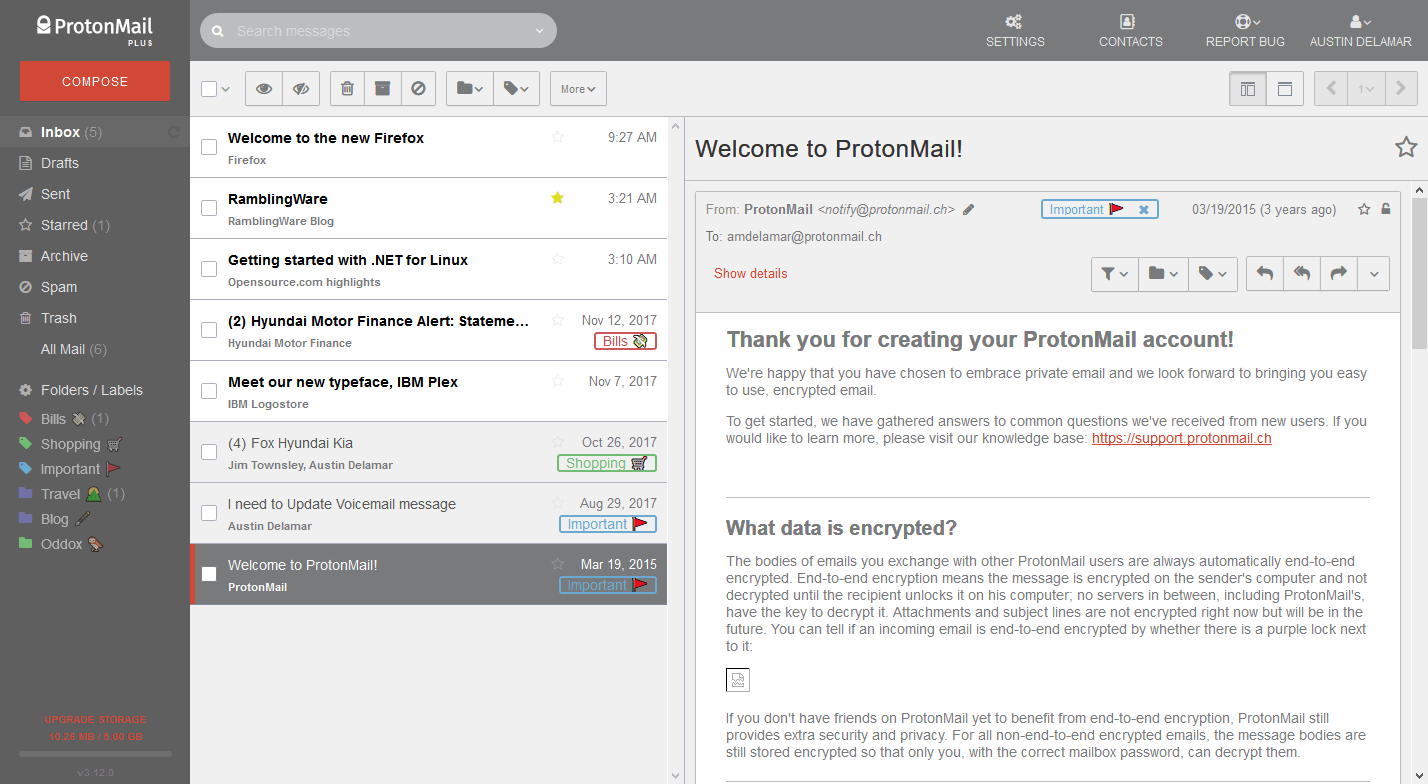 ProtonMail
PLUS
Search messages
SETTINGS
CONTACTS
REPORT BUG
AUSTIN DELAMAR
COMPOSE
More
1
Inbox (5)
Drafts
Sent
Starred (1)
Archive
Spam
Trash
All Mail (6)
Folders / Labels
Bills (1)
Shopping
Important
Travel (1)
Blog
Oddox
UPGRADE STORAGE
10.26 MB / 5.00 GB
v3.12.0
Welcome to the new Firefox 9:27 AM
Firefox
RamblingWare 3:21 AM
RamblingWare Blog
Getting started with .NET for Linux 3:10 AM
Opensource.com highlights
(2) Hyundai Motor Finance Alert: Stateme... Nov 12, 2017
Hyundai Motor Finance Bills
Meet our new typeface, IBM Plex Nov 7, 2017
IBM Logostore
(4) Fox Hyundai Kia Oct 26, 2017
Jim Townsley, Austin Delamar Shopping
I need to Update Voicemail message Aug 29, 2017
Austin Delamar Important
Welcome to ProtonMail! Mar 19, 2015
ProtonMail Important
Welcome to ProtonMail!
From: ProtonMail <notify@protonmail.ch> Important 03/19/2015 (3 years ago)
To: amdelamar@protonmail.ch
Show details
Thank you for creating your ProtonMail account!
We're happy that you have chosen to embrace private email and we look forward to bringing you easy
to use, encrypted email.
To get started, we have gathered answers to common questions we've received from new users. If you
would like to learn more, please visit our knowledge base: https://support.protonmail.ch
What data is encrypted?
The bodies of emails you exchange with other ProtonMail users are always automatically end-to-end
encrypted. End-to-end encryption means the message is encrypted on the sender's computer and not
decrypted until the recipient unlocks it on his computer; no servers in between, including ProtonMail's,
have the key to decrypt it. Attachments and subject lines are not encrypted right now but will be in the
future. You can tell if an incoming email is end-to-end encrypted by whether there is a purple lock next
to it:
If you don't have friends on ProtonMail yet to benefit from end-to-end encryption, ProtonMail still
provides extra security and privacy. For all non-end-to-end encrypted emails, the message bodies are
still stored encrypted so that only you, with the correct mailbox password, can decrypt them.